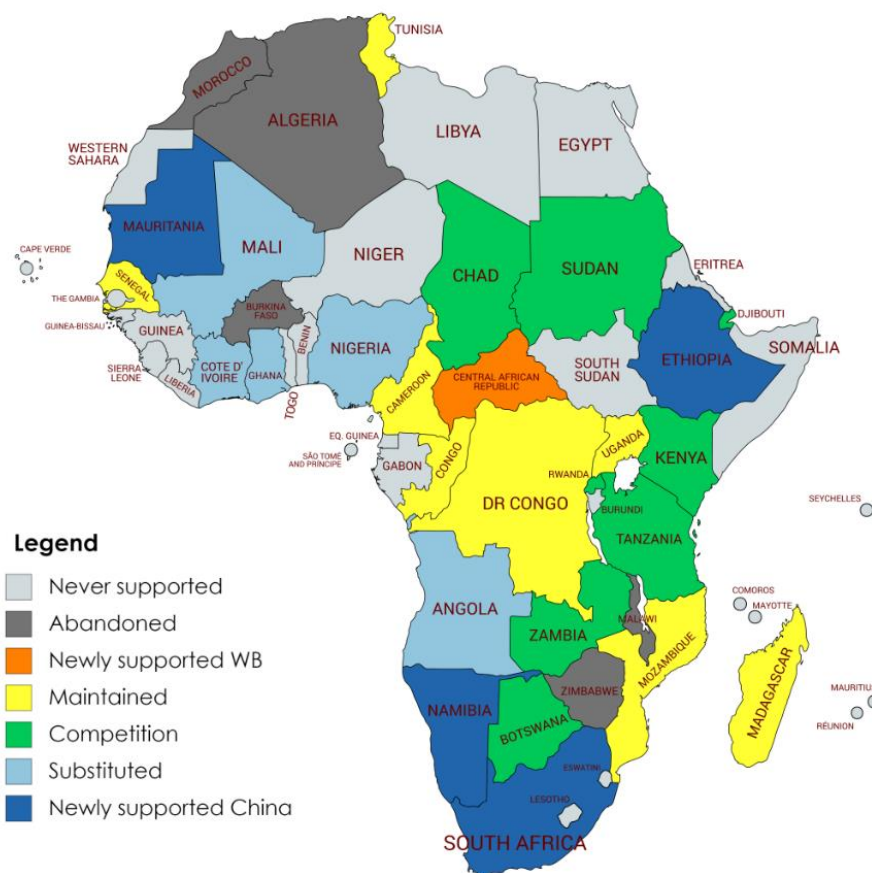 TUNISIA
MOROCCO
ALGERIA
LIBYA
EGYPT
WESTERN
SAHARA
MAURITANIA
MALI
NIGER
CHAD
SUDAN
ERITREA
CAPE VERDE
SENEGAL
THE GAMBIA
GUINEA-BISSAU
GUINEA
SIERRA
LEONE
LIBERIA
COTE D'
IVOIRE
BURKINA
FASO
GHANA
TOGO
BENIN
NIGERIA
CAMEROON
CENTRAL AFRICAN
REPUBLIC
SOUTH
SUDAN
ETHIOPIA
DJIBOUTI
SOMALIA
EQ. GUINEA
SÃO TOMÉ
AND PRÍNCIPE
GABON
CONGO
DR CONGO
UGANDA
KENYA
RWANDA
BURUNDI
TANZANIA
SEYCHELLES
COMOROS
MAYOTTE
ANGOLA
ZAMBIA
MALAWI
MOZAMBIQUE
ZIMBABWE
MADAGASCAR
MAURITIUS
RÉUNION
NAMIBIA
BOTSWANA
ESWATINI
LESOTHO
SOUTH AFRICA
Legend
Never supported
Abandoned
Newly supported WB
Maintained
Competition
Substituted
Newly supported China